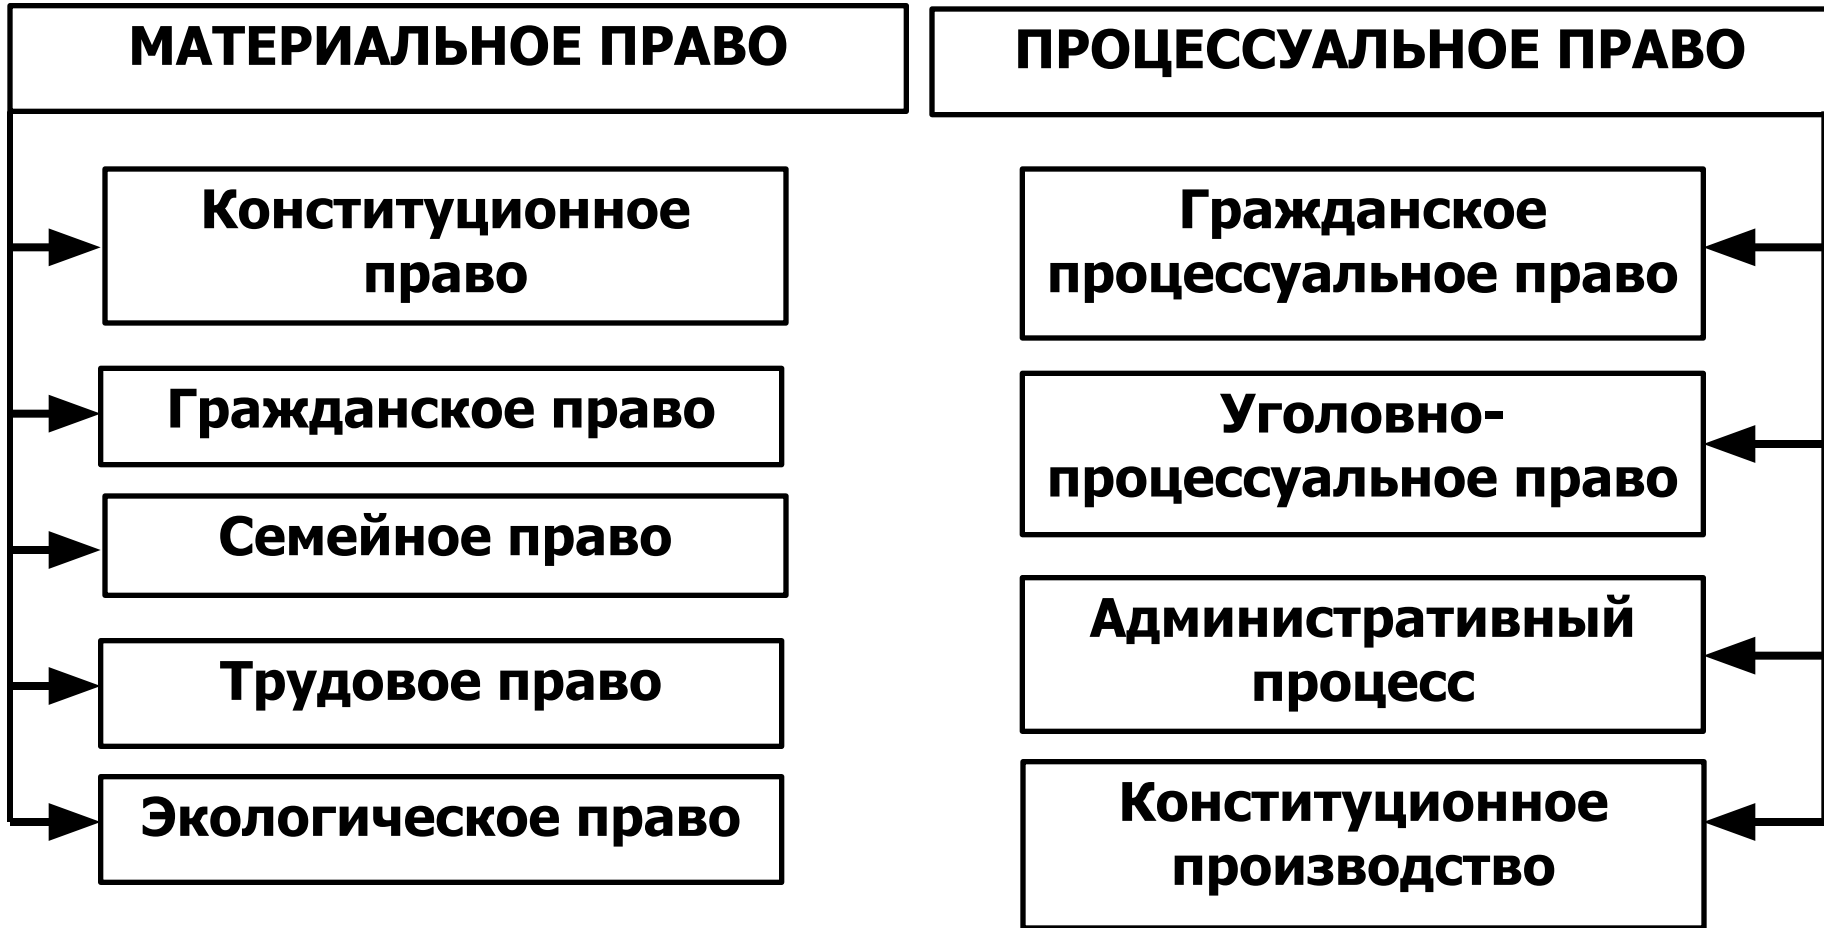 МАТЕРИАЛЬНОЕ ПРАВО
Конституционное
право
Гражданское право
Семейное право
Трудовое право
Экологическое право
ПРОЦЕССУАЛЬНОЕ ПРАВО
Гражданское
процессуальное право
Уголовно-
процессуальное право
Административный
процесс
Конституционное
производство